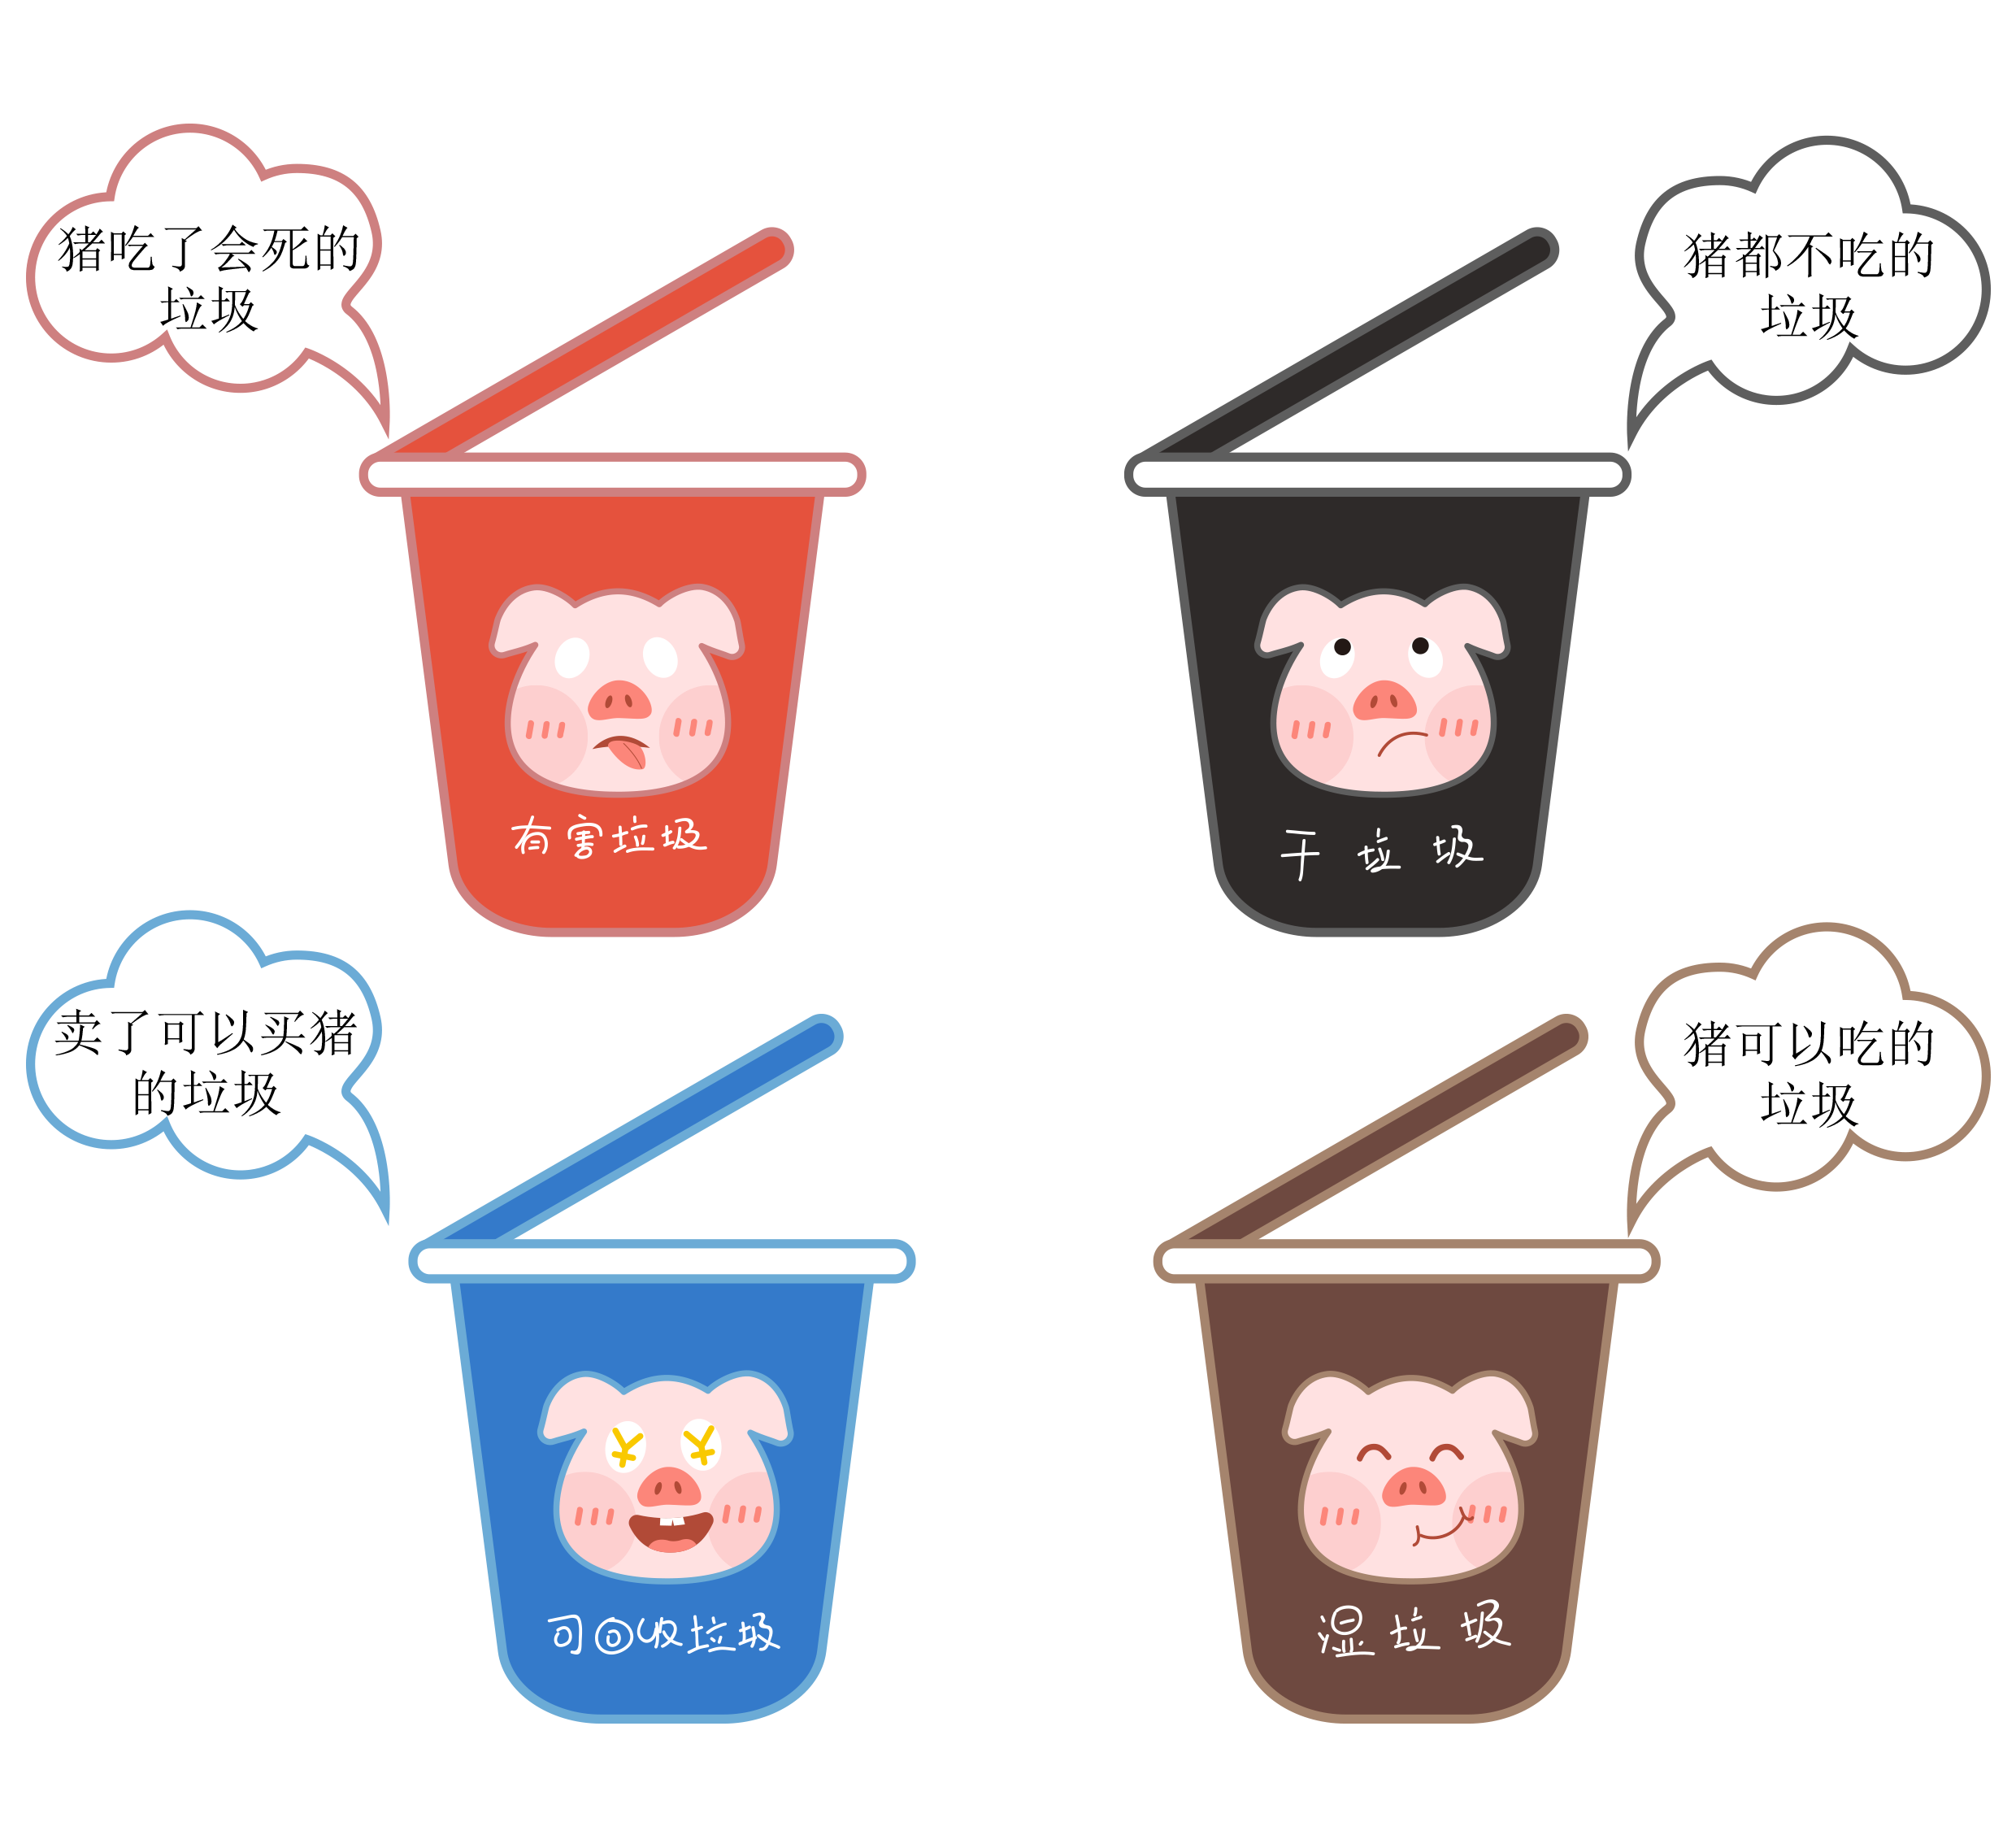 猪吃了会死的
垃圾
猪都不吃的
垃圾
有害垃圾
干垃圾
卖了可以买猪
的垃圾
猪可以吃的
垃圾
可回收垃圾
湿垃圾